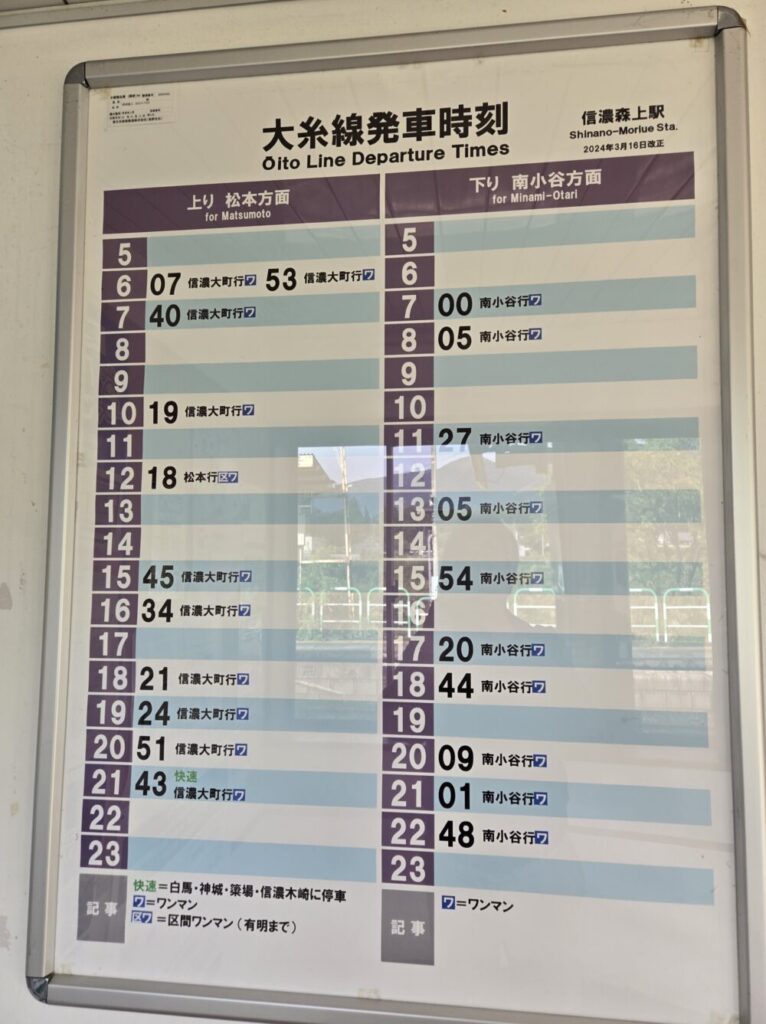 大糸線発車時刻
Ōito Line Departure Times
信濃森上駅
Shinano-Moriue Sta.
2024年3月16日改正
上り 松本方面
for Matsumoto
5
6 07 信濃大町行ワ 53 信濃大町行ワ
7 40 信濃大町行ワ
8
9
10 19 信濃大町行ワ
11
12 18 松本行区ワ
13
14
15 45 信濃大町行ワ
16 34 信濃大町行ワ
17
18 21 信濃大町行ワ
19 24 信濃大町行ワ
20 51 信濃大町行ワ
21 43 快速
信濃大町行ワ
22
23
記事
快速=白馬・神城・簗場・信濃木崎に停車
ワ=ワンマン
区ワ=区間ワンマン(有明まで)
下り 南小谷方面
for Minami-Otari
5
6
7 00 南小谷行ワ
8 05 南小谷行ワ
9
10
11 27 南小谷行ワ
12
13 05 南小谷行ワ
14
15 54 南小谷行ワ
16
17 20 南小谷行ワ
18 44 南小谷行ワ
19
20 09 南小谷行ワ
21 01 南小谷行ワ
22 48 南小谷行ワ
23
記事
ワ=ワンマン